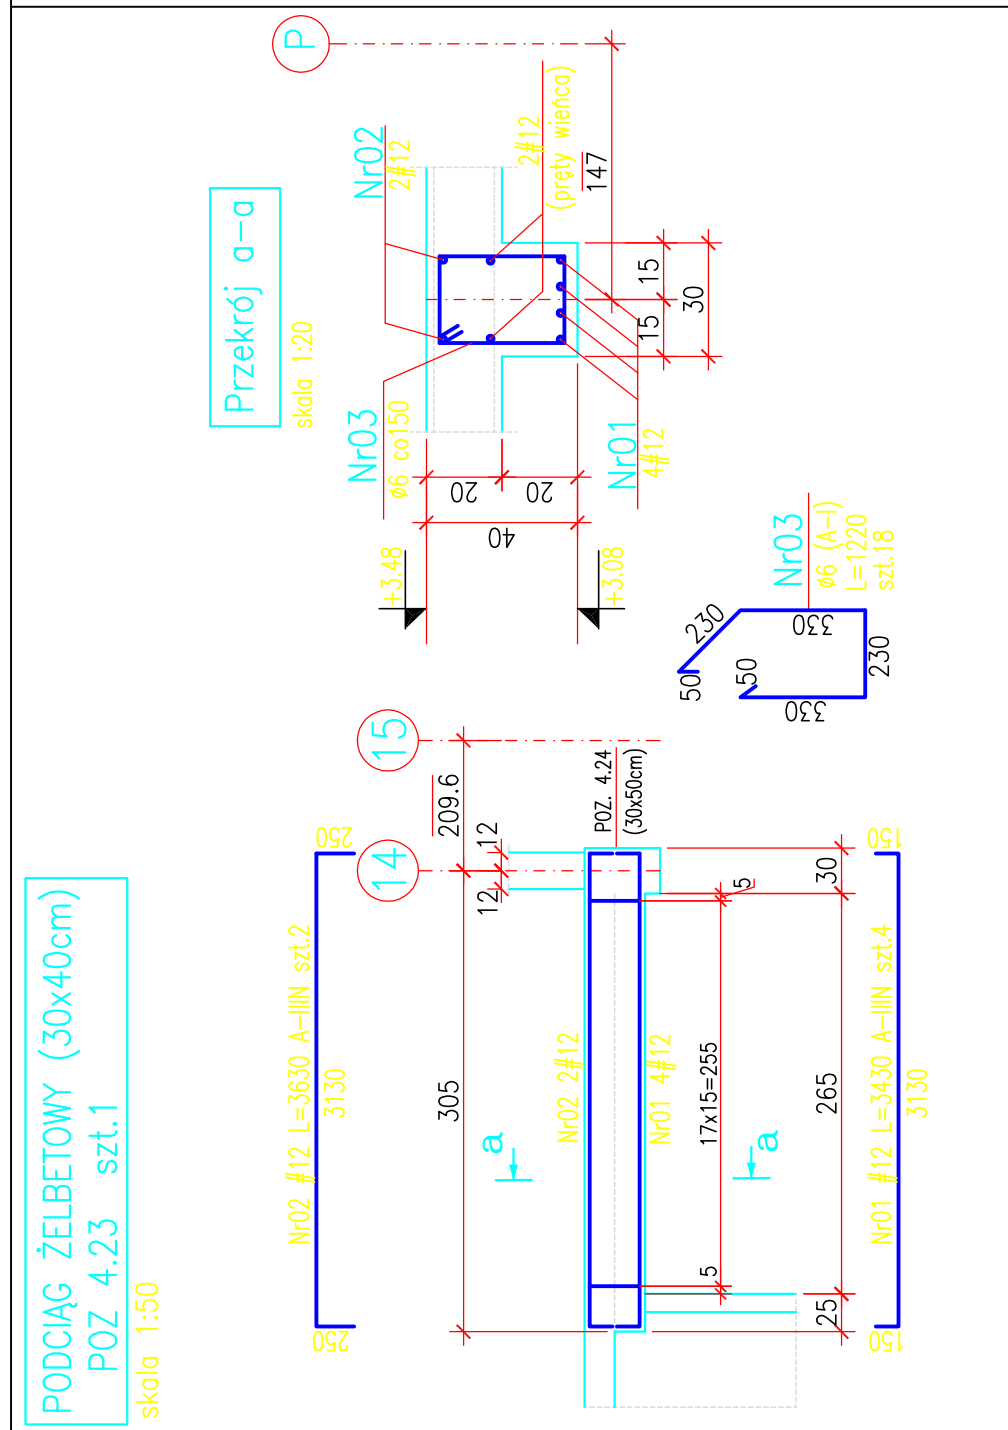 PODCIĄG ŻELBETOWY (30x40cm)
POZ 4.23 szt.1
skala 1:50
250
Nr02 #12 L=3630 A-IIIN szt.2
250
3130
305
209.6
12
12
14
15
a
Nr02 2#12
POZ. 4.24
(30x50cm)
Nr01 4#12
5
17x15=255
5
a
25
265
30
150
Nr01 #12 L=3430 A-IIIN szt.4
150
3130
Przekrój a-a
skala 1:20
P
Nr03
ø6 co150
Nr02
2#12
2#12
(pręty wieńca)
147
20
20
40
+3.48
+3.08
Nr01
4#12
15
15
30
Nr03
ø6 (A-I)
L=1220
szt.18
50
230
50
330
330
230